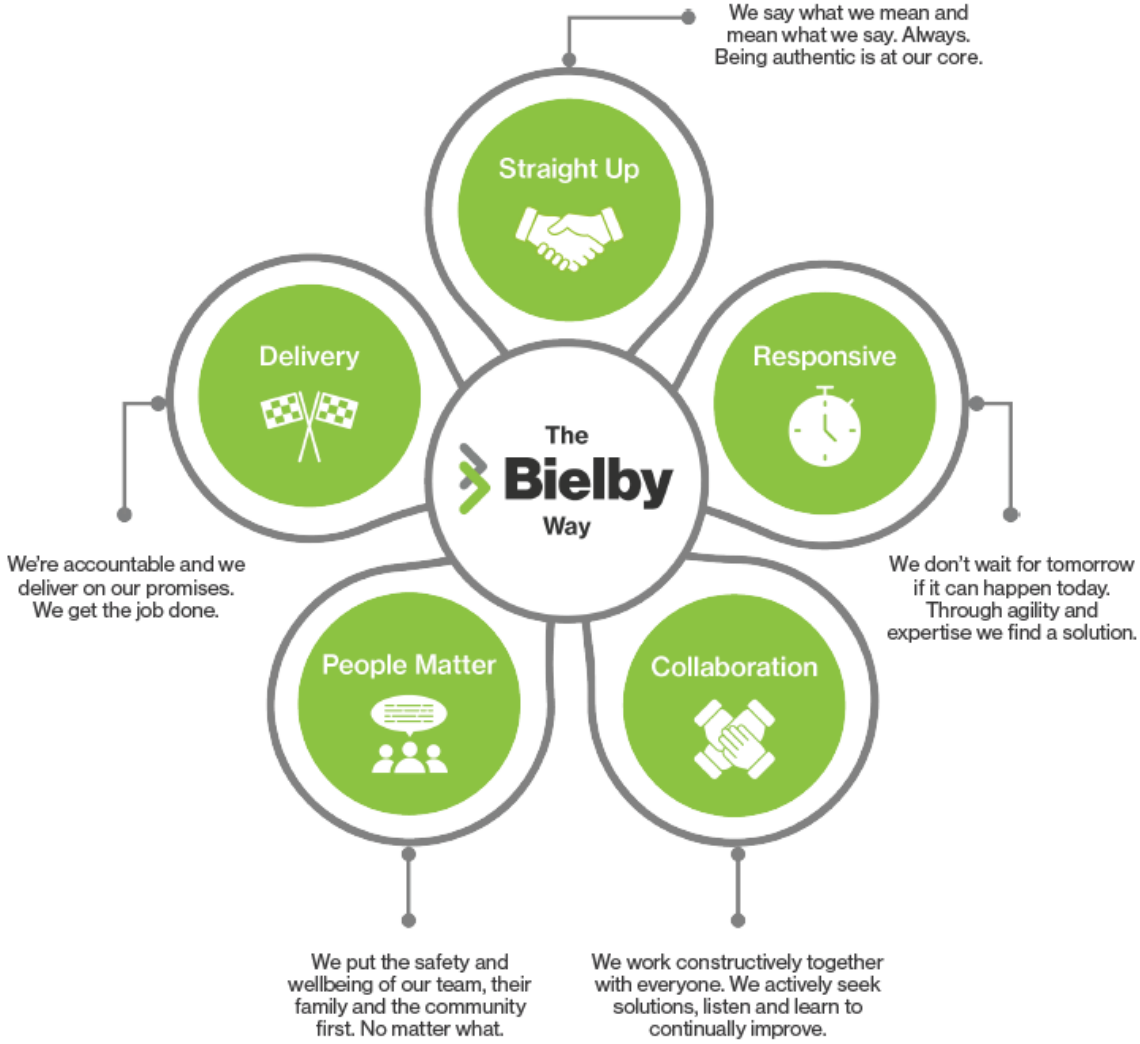 We say what we mean and
mean what we say. Always.
Being authentic is at our core.
Straight Up
Delivery
Responsive
The
Bielby
Way
We're accountable and we
deliver on our promises.
We get the job done.
We don't wait for tomorrow
if it can happen today.
Through agility and
expertise we find a solution.
People Matter
Collaboration
We put the safety and
wellbeing of our team, their
family and the community
first. No matter what.
We work constructively together
with everyone. We actively seek
solutions, listen and learn to
continually improve.